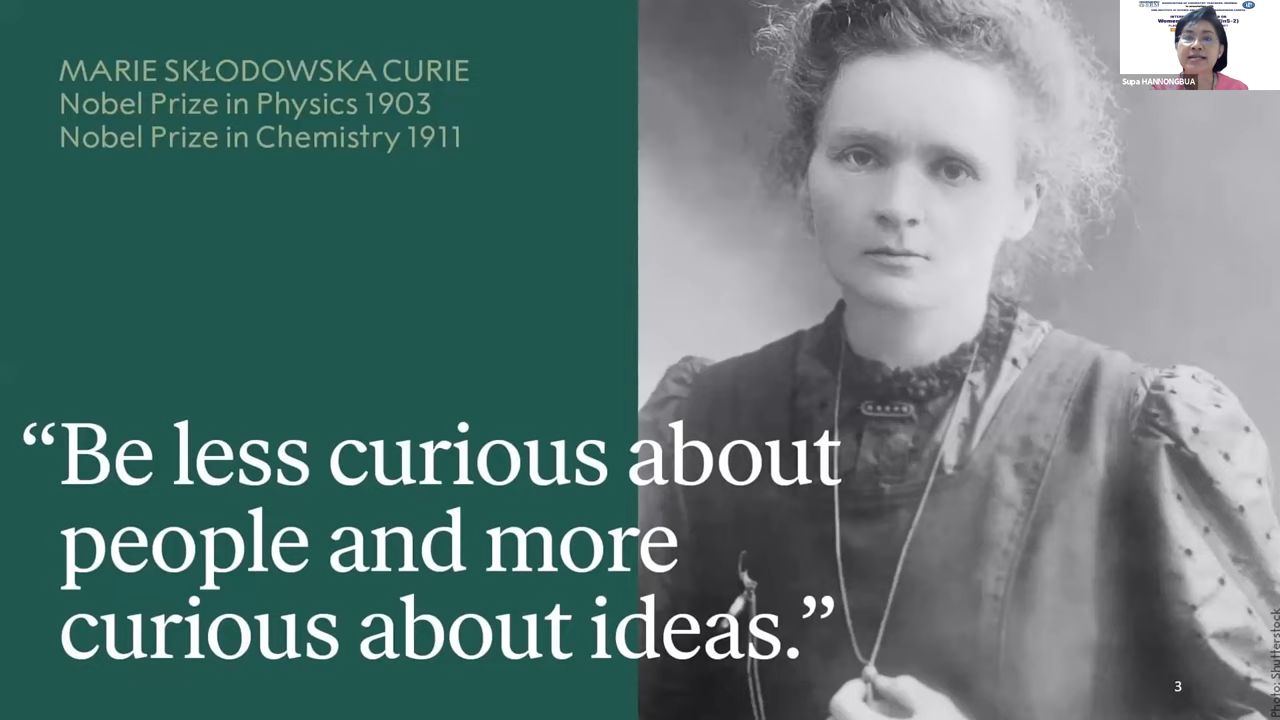 MARIE SKŁODOWSKA CURIE
Nobel Prize in Physics 1903
Nobel Prize in Chemistry 1911
“Be less curious about
people and more
curious about ideas.”
3
Photo: Shutterstock
Supa HANNONGBUA